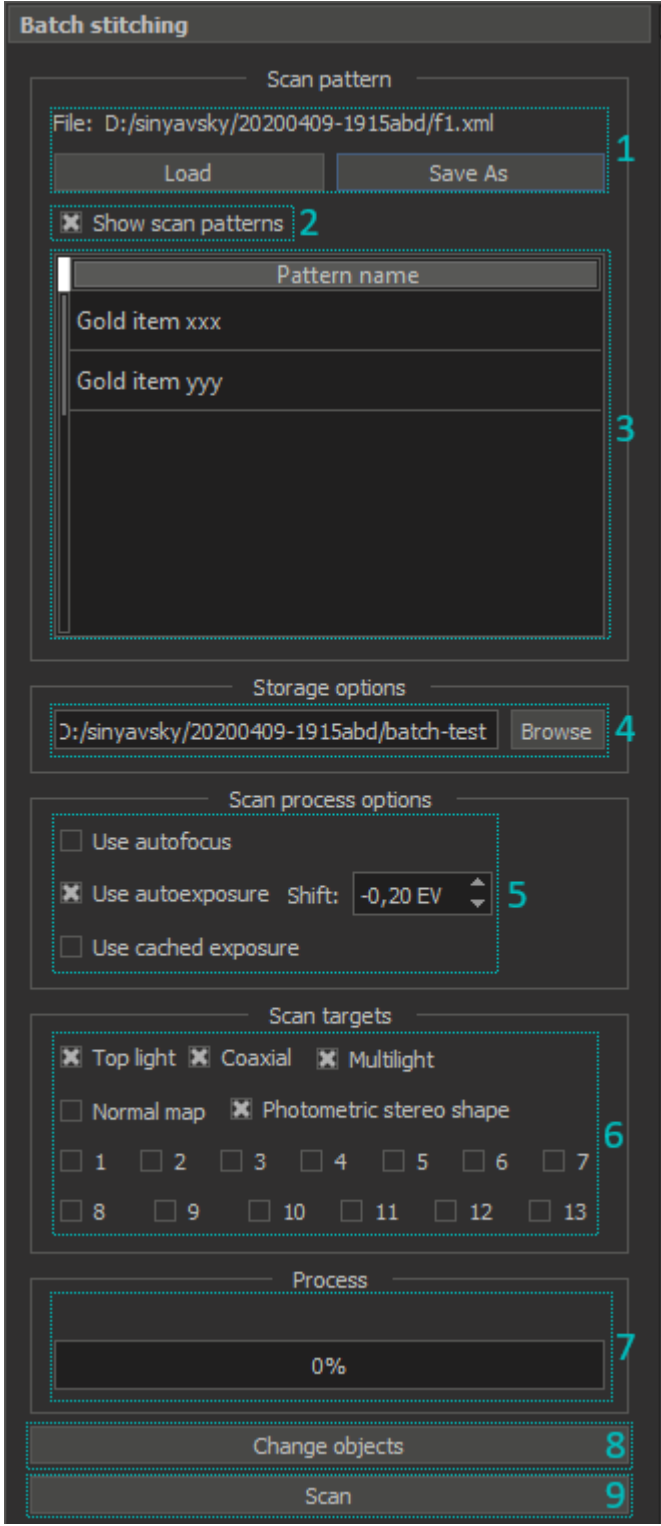 Batch stitching
Scan pattern
File: D:/sinyavsky/20200409-1915abd/f1.xml
Load Save As 1
Show scan patterns 2
Pattern name
Gold item xxx
Gold item yyy
3
Storage options
D:/sinyavsky/20200409-1915abd/batch-test Browse 4
Scan process options
Use autofocus
Use autoexposure Shift: -0,20 EV 5
Use cached exposure
Scan targets
Top light Coaxial Multilight
Normal map Photometric stereo shape
6
1 2 3 4 5 6 7
8 9 10 11 12 13
Process
7
0%
Change objects 8
Scan 9